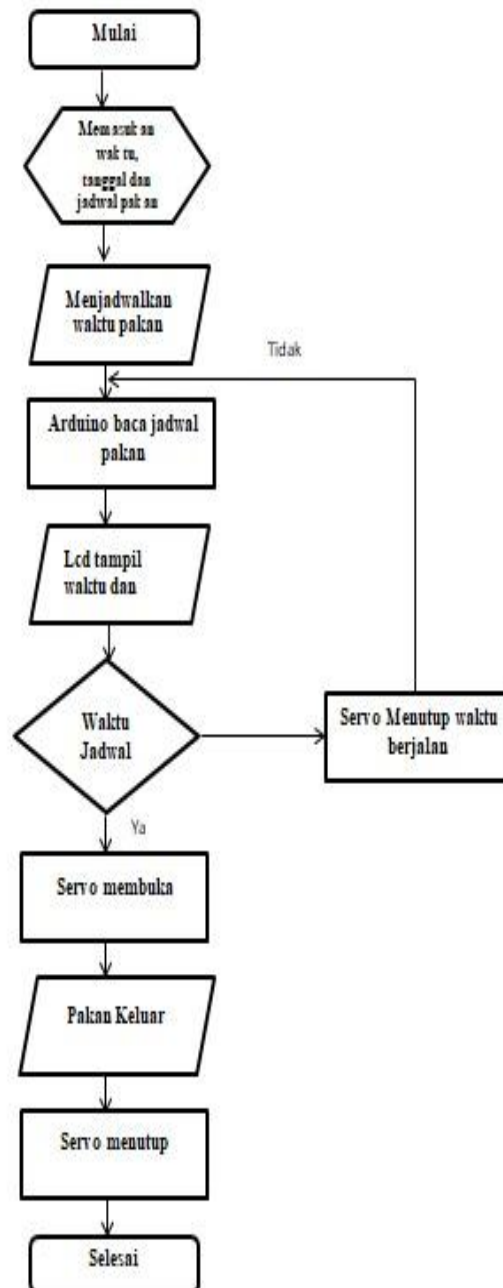 Mulai
Memasukan
waktu,
tanggal dan
jadwal pakan
Menjadwalkan
waktu pakan
Tidak
Arduino baca jadwal
pakan
Lcd tampil
waktu dan
Waktu
Jadwal
Servo Menutup waktu
berjalan
Ya
Servo membuka
Pakan Keluar
Servo menutup
Selesai